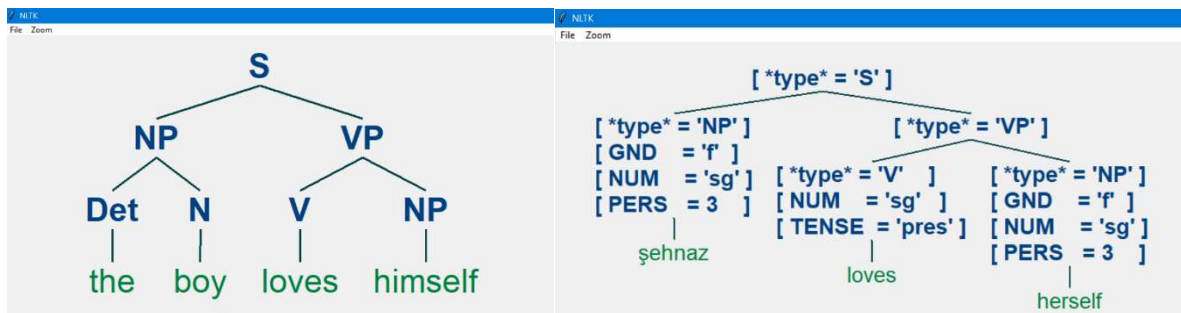 NLTK
File Zoom
S
NP VP
Det N V NP
the boy loves himself
NLTK
File Zoom
[ *type* = 'S' ]
[ *type* = 'NP' ]
[ GND = 'f' ]
[ NUM = 'sg' ]
[ PERS = 3 ]
şehnaz
[ *type* = 'VP' ]
[ *type* = 'V' ]
[ NUM = 'sg' ]
[ TENSE = 'pres' ]
loves
[ *type* = 'NP' ]
[ GND = 'f' ]
[ NUM = 'sg' ]
[ PERS = 3 ]
herself